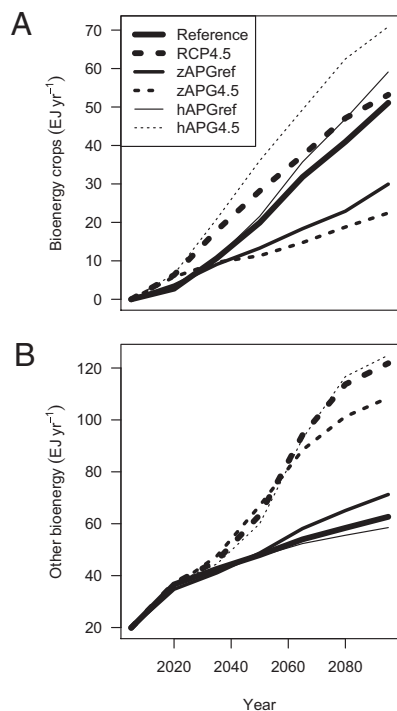 A
Bioenergy crops (EJ yr⁻¹)
70
60
50
40
30
20
10
0
Reference
RCP4.5
zAPGref
zAPG4.5
hAPGref
hAPG4.5
B
Other bioenergy (EJ yr⁻¹)
120
100
80
60
40
20
2020 2040 2060 2080
Year